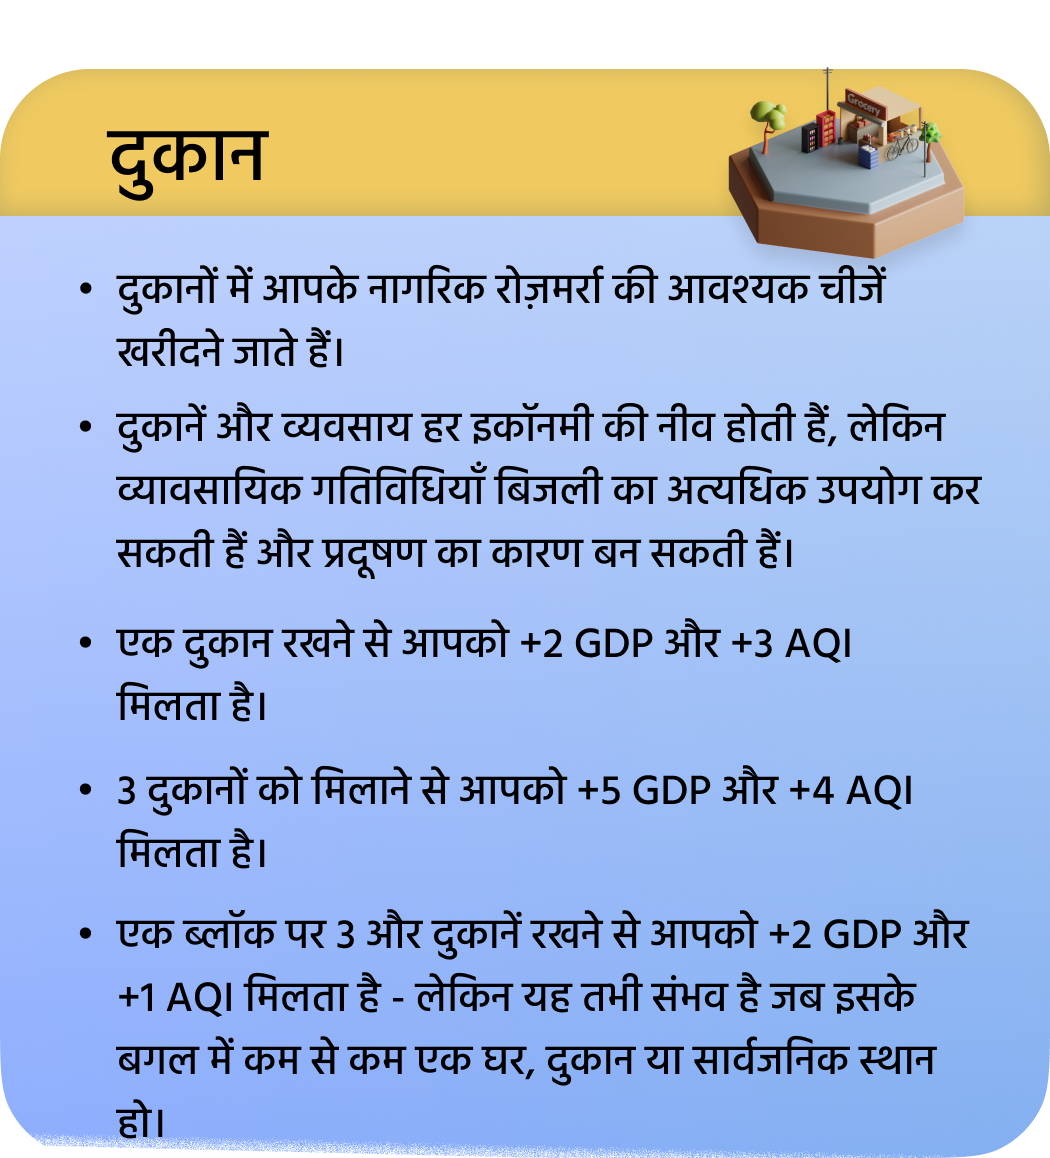 दुकान
Grocery
• दुकानों में आपके नागरिक रोज़मर्रा की आवश्यक चीजें
खरीदने जाते हैं।
• दुकानें और व्यवसाय हर इकॉनमी की नीव होती हैं, लेकिन
व्यावसायिक गतिविधियाँ बिजली का अत्यधिक उपयोग कर
सकती हैं और प्रदूषण का कारण बन सकती हैं।
• एक दुकान रखने से आपको +2 GDP और +3 AQI
मिलता है।
• 3 दुकानों को मिलाने से आपको +5 GDP और +4 AQI
मिलता है।
• एक ब्लॉक पर 3 और दुकानें रखने से आपको +2 GDP और
+1 AQI मिलता है - लेकिन यह तभी संभव है जब इसके
बगल में कम से कम एक घर, दुकान या सार्वजनिक स्थान
हो।